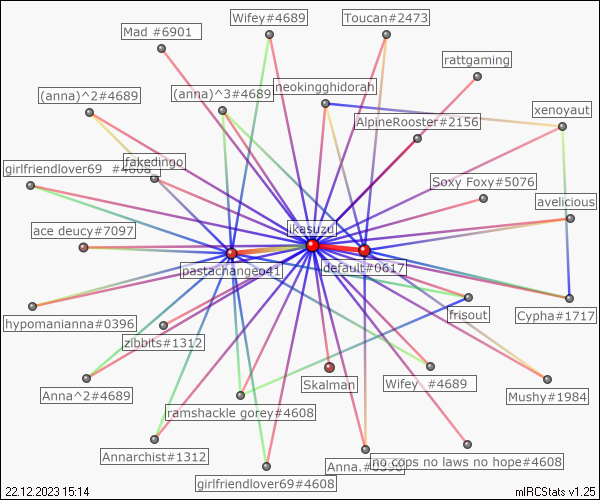 Wifey#4689
Toucan#2473
Mad #6901
rattgaming
(anna)^2#4689
(anna)^3#4689
neokingghidorah
xenoyaut
AlpineRooster#2156
fakedingo
girlfriendlover69 #4608
Soxy Foxy#5076
avelicious
ace deucy#7097
ikasuzu
pastachangeo41
default#0617
hypomanianna#0396
frisout
Cypha#1717
zibbits#1312
Skalman
Wifey_#4689
Anna^2#4689
Mushy#1984
ramshackle gorey#4608
Annarchist#1312
Anna.#0396
no cops no laws no hope#4608
girlfriendlover69#4608
22.12.2023 15:14
mIRCStats v1.25